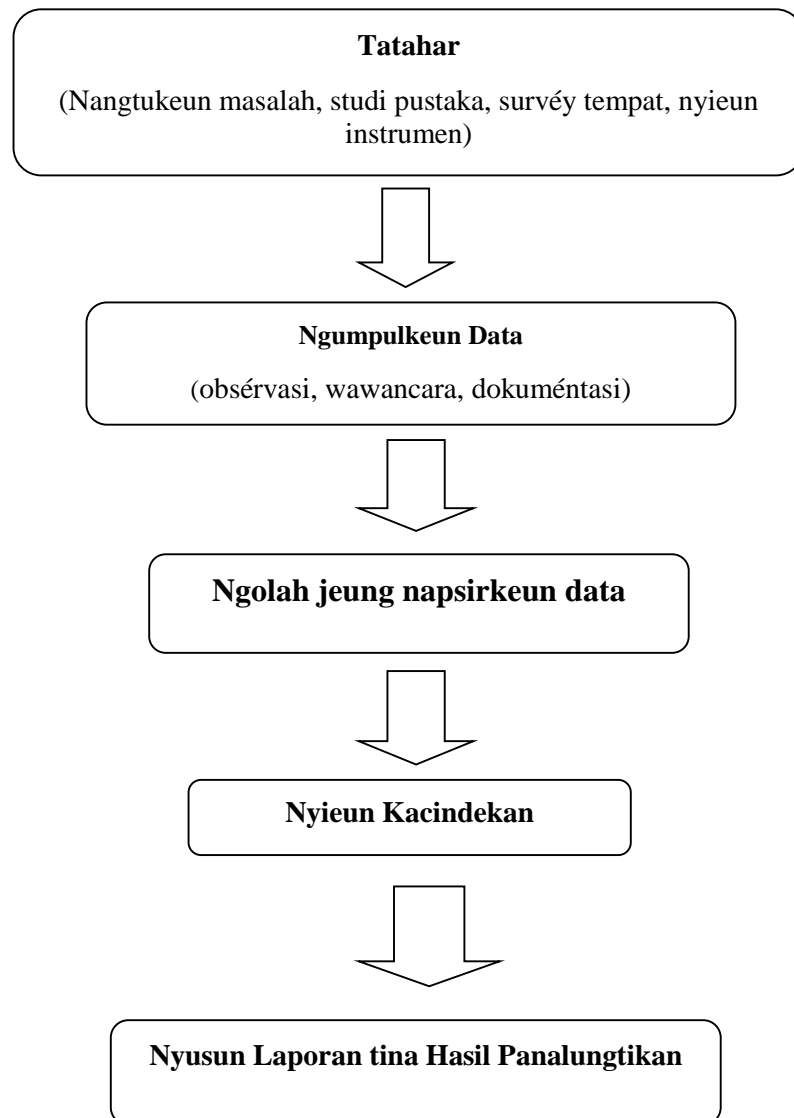 Tatahar
(Nangtukeun masalah, studi pustaka, survéy tempat, nyieun
instrumen)
Ngumpulkeun Data
(obsérvasi, wawancara, dokuméntasi)
Ngolah jeung napsirkeun data
Nyieun Kacindekan
Nyusun Laporan tina Hasil Panalungtikan